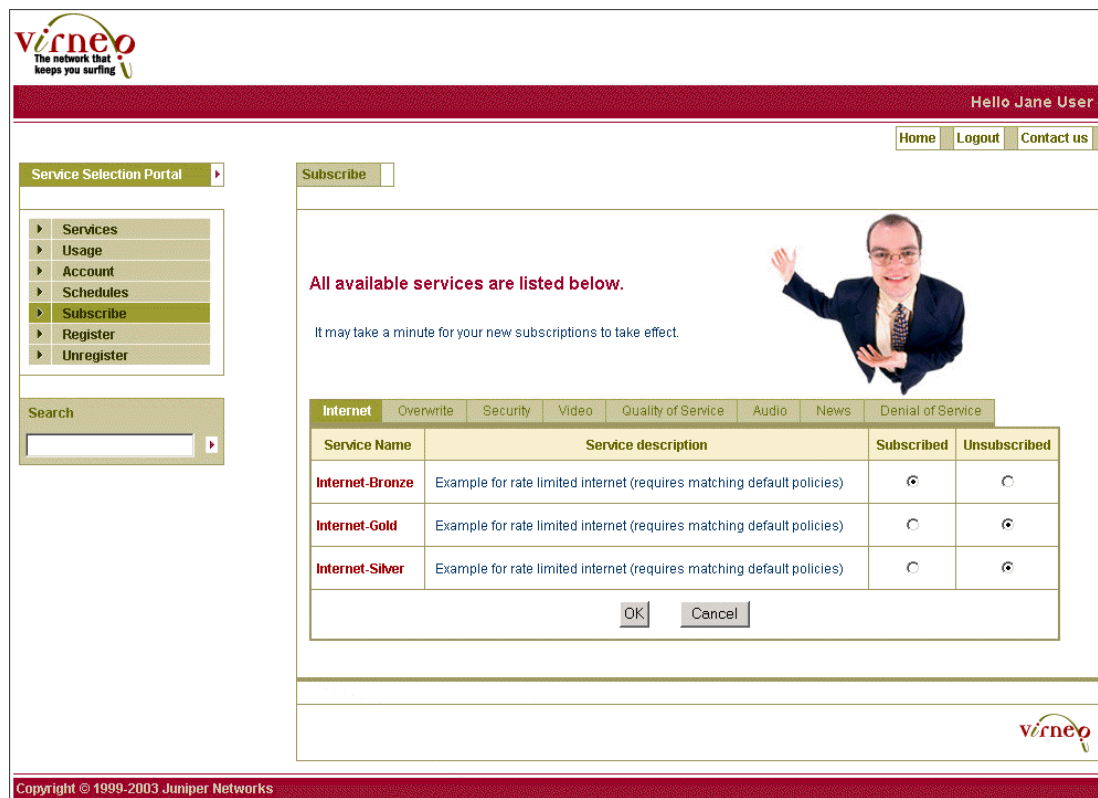 virneo
The network that
keeps you surfing
Hello Jane User
Home Logout Contact us
Service Selection Portal
Services
Usage
Account
Schedules
Subscribe
Register
Unregister
Search
Subscribe
All available services are listed below.
It may take a minute for your new subscriptions to take effect.
Internet Overwrite Security Video Quality of Service Audio News Denial of Service
Service Name Service description Subscribed Unsubscribed
Internet-Bronze Example for rate limited internet (requires matching default policies)
Internet-Gold Example for rate limited internet (requires matching default policies)
Internet-Silver Example for rate limited internet (requires matching default policies)
OK Cancel
virneo
Copyright © 1999-2003 Juniper Networks